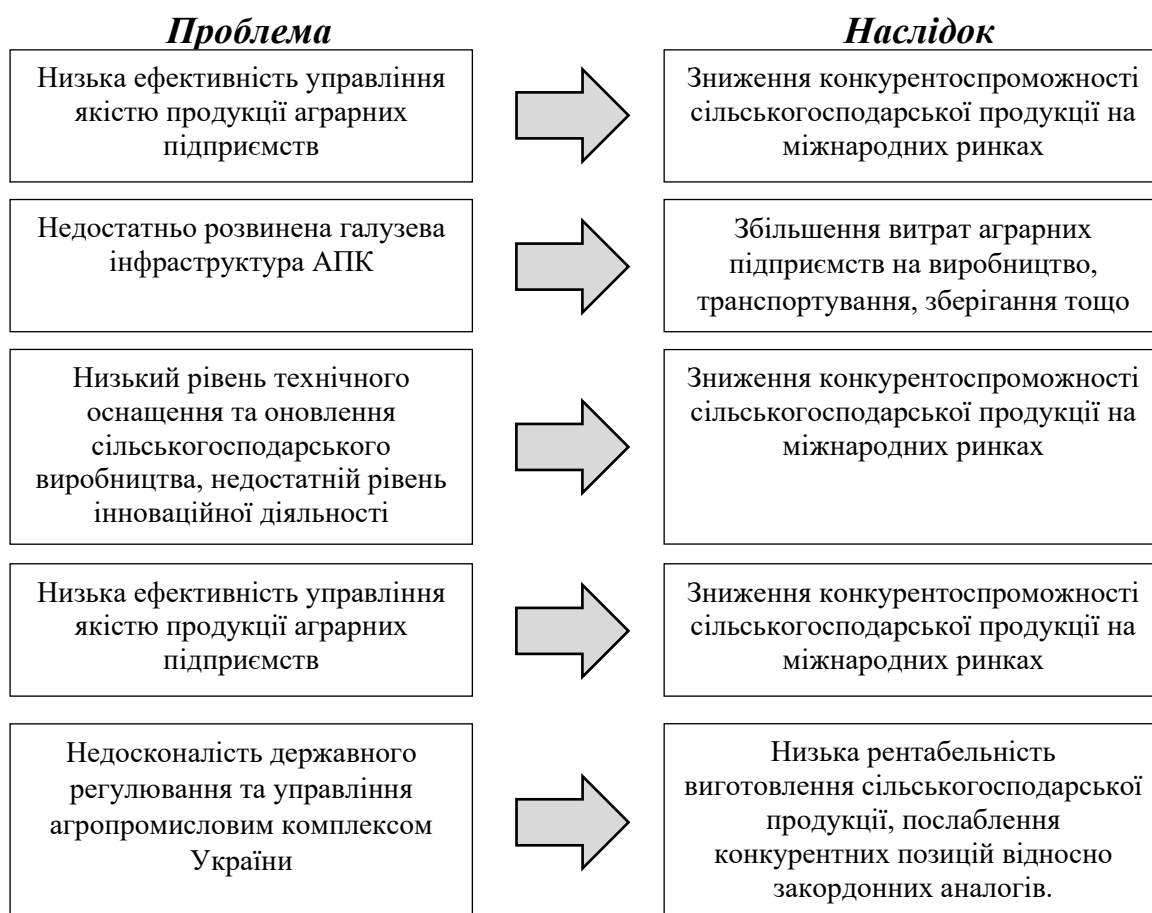 Проблема
Наслідок
Низька ефективність управління
якістю продукції аграрних
підприємств
Зниження конкурентоспроможності
сільськогосподарської продукції на
міжнародних ринках
Недостатньо розвинена галузева
інфраструктура АПК
Збільшення витрат аграрних
підприємств на виробництво,
транспортування, зберігання тощо
Низький рівень технічного
оснащення та оновлення
сільськогосподарського
виробництва, недостатній рівень
інноваційної діяльності
Зниження конкурентоспроможності
сільськогосподарської продукції на
міжнародних ринках
Низька ефективність управління
якістю продукції аграрних
підприємств
Зниження конкурентоспроможності
сільськогосподарської продукції на
міжнародних ринках
Недосконалість державного
регулювання та управління
агропромисловим комплексом
України
Низька рентабельність
виготовлення сільськогосподарської
продукції, послаблення
конкурентних позицій відносно
закордонних аналогів.